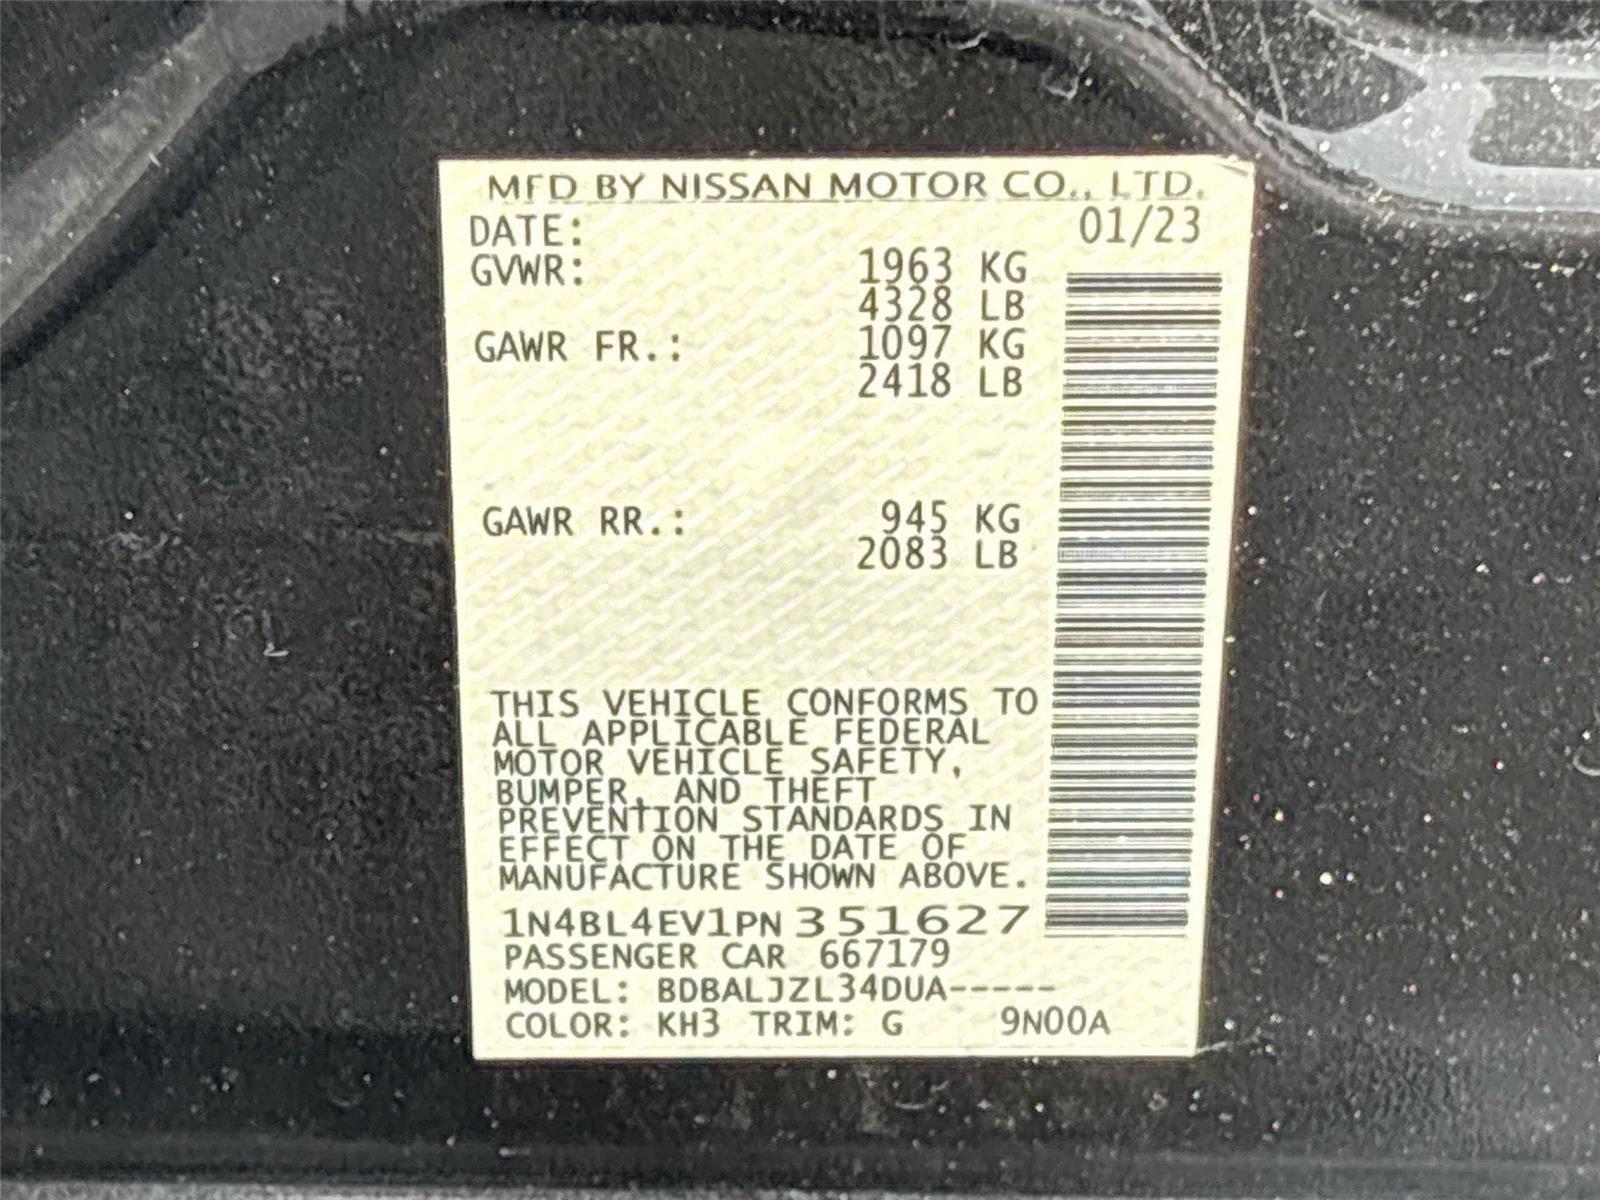 MFD BY NISSAN MOTOR CO., LTD.
DATE: 01/23
GVWR: 1963 KG
4328 LB
GAWR FR.: 1097 KG
2418 LB
GAWR RR.: 945 KG
2083 LB
THIS VEHICLE CONFORMS TO
ALL APPLICABLE FEDERAL
MOTOR VEHICLE SAFETY,
BUMPER, AND THEFT
PREVENTION STANDARDS IN
EFFECT ON THE DATE OF
MANUFACTURE SHOWN ABOVE.
1N4BL4EV1PN351627
PASSENGER CAR 667179
MODEL: BDBALJZL34DUA-----
COLOR: KH3 TRIM: G 9N00A